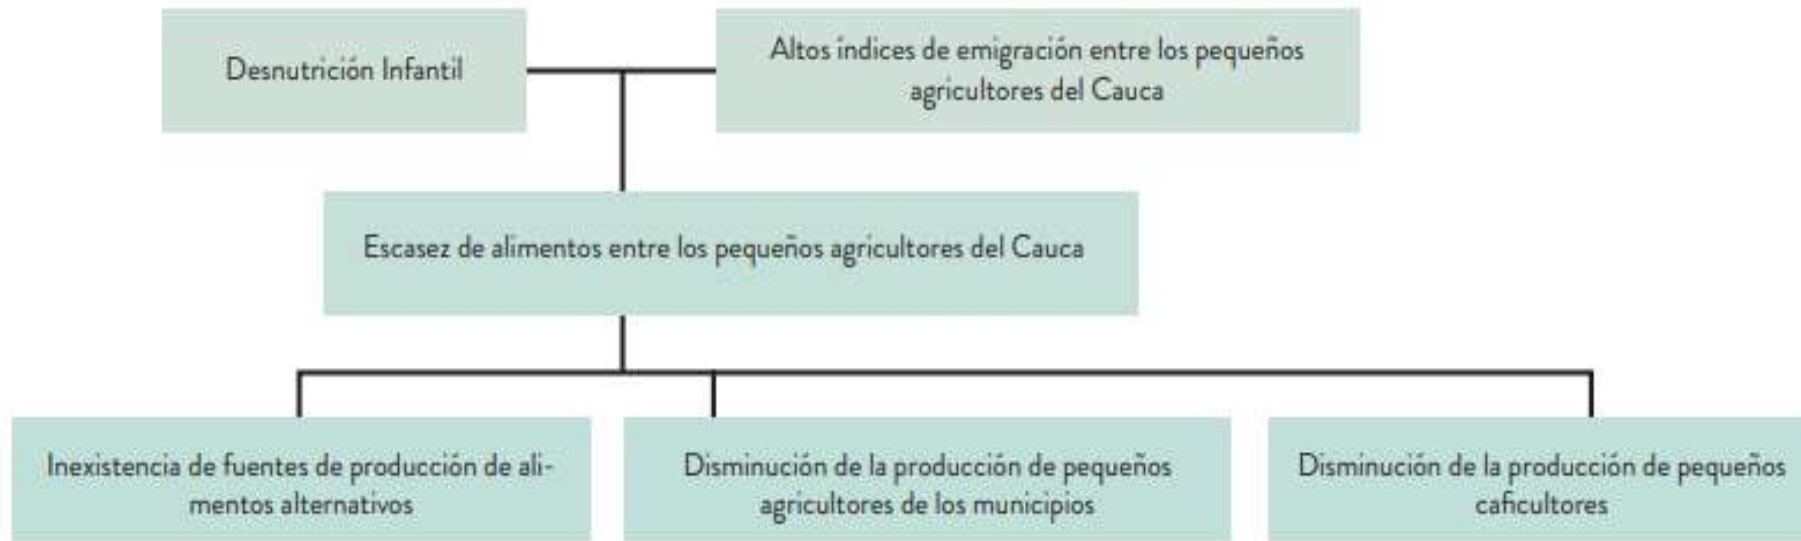 Desnutrición Infantil
Altos índices de emigración entre los pequeños
agricultores del Cauca
Escasez de alimentos entre los pequeños agricultores del Cauca
Inexistencia de fuentes de producción de ali-
mentos alternativos
Disminución de la producción de pequeños
agricultores de los municipios
Disminución de la producción de pequeños
caficultores